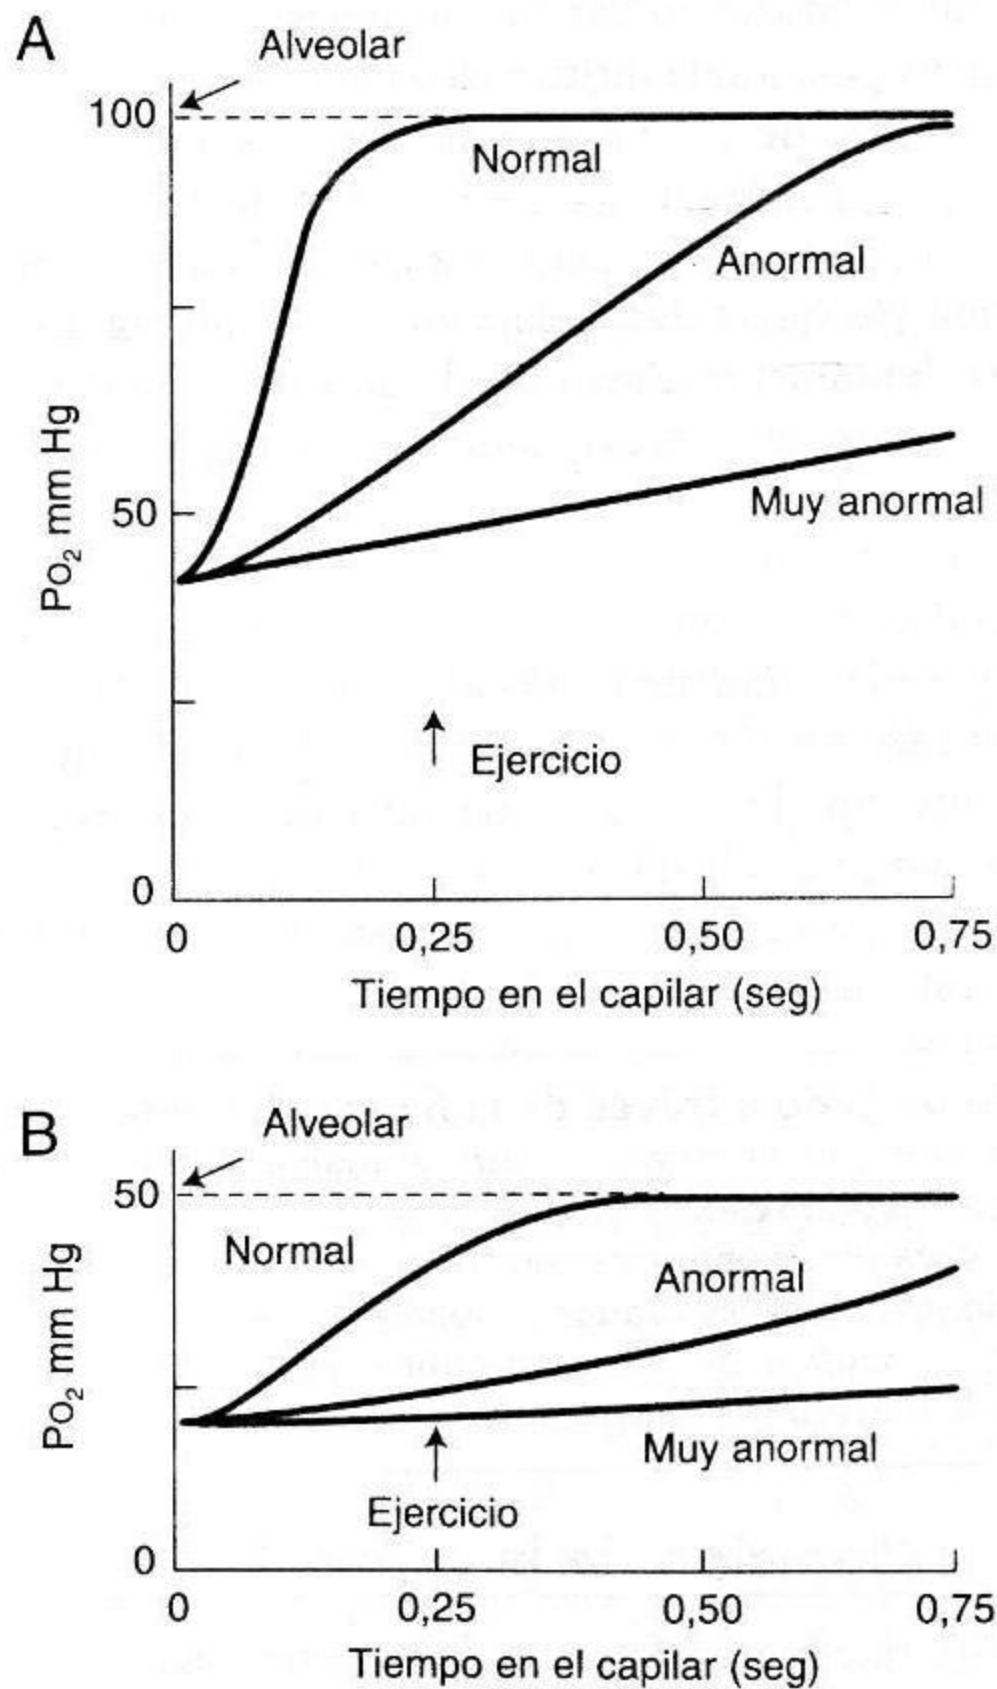 A
Alveolar
100
Normal
Anormal
Po₂ mm Hg
50
Muy anormal
Ejercicio
0
0 0,25 0,50 0,75
Tiempo en el capilar (seg)
B
Alveolar
50
Normal
Anormal
Po₂ mm Hg
Muy anormal
Ejercicio
0
0 0,25 0,50 0,75
Tiempo en el capilar (seg)